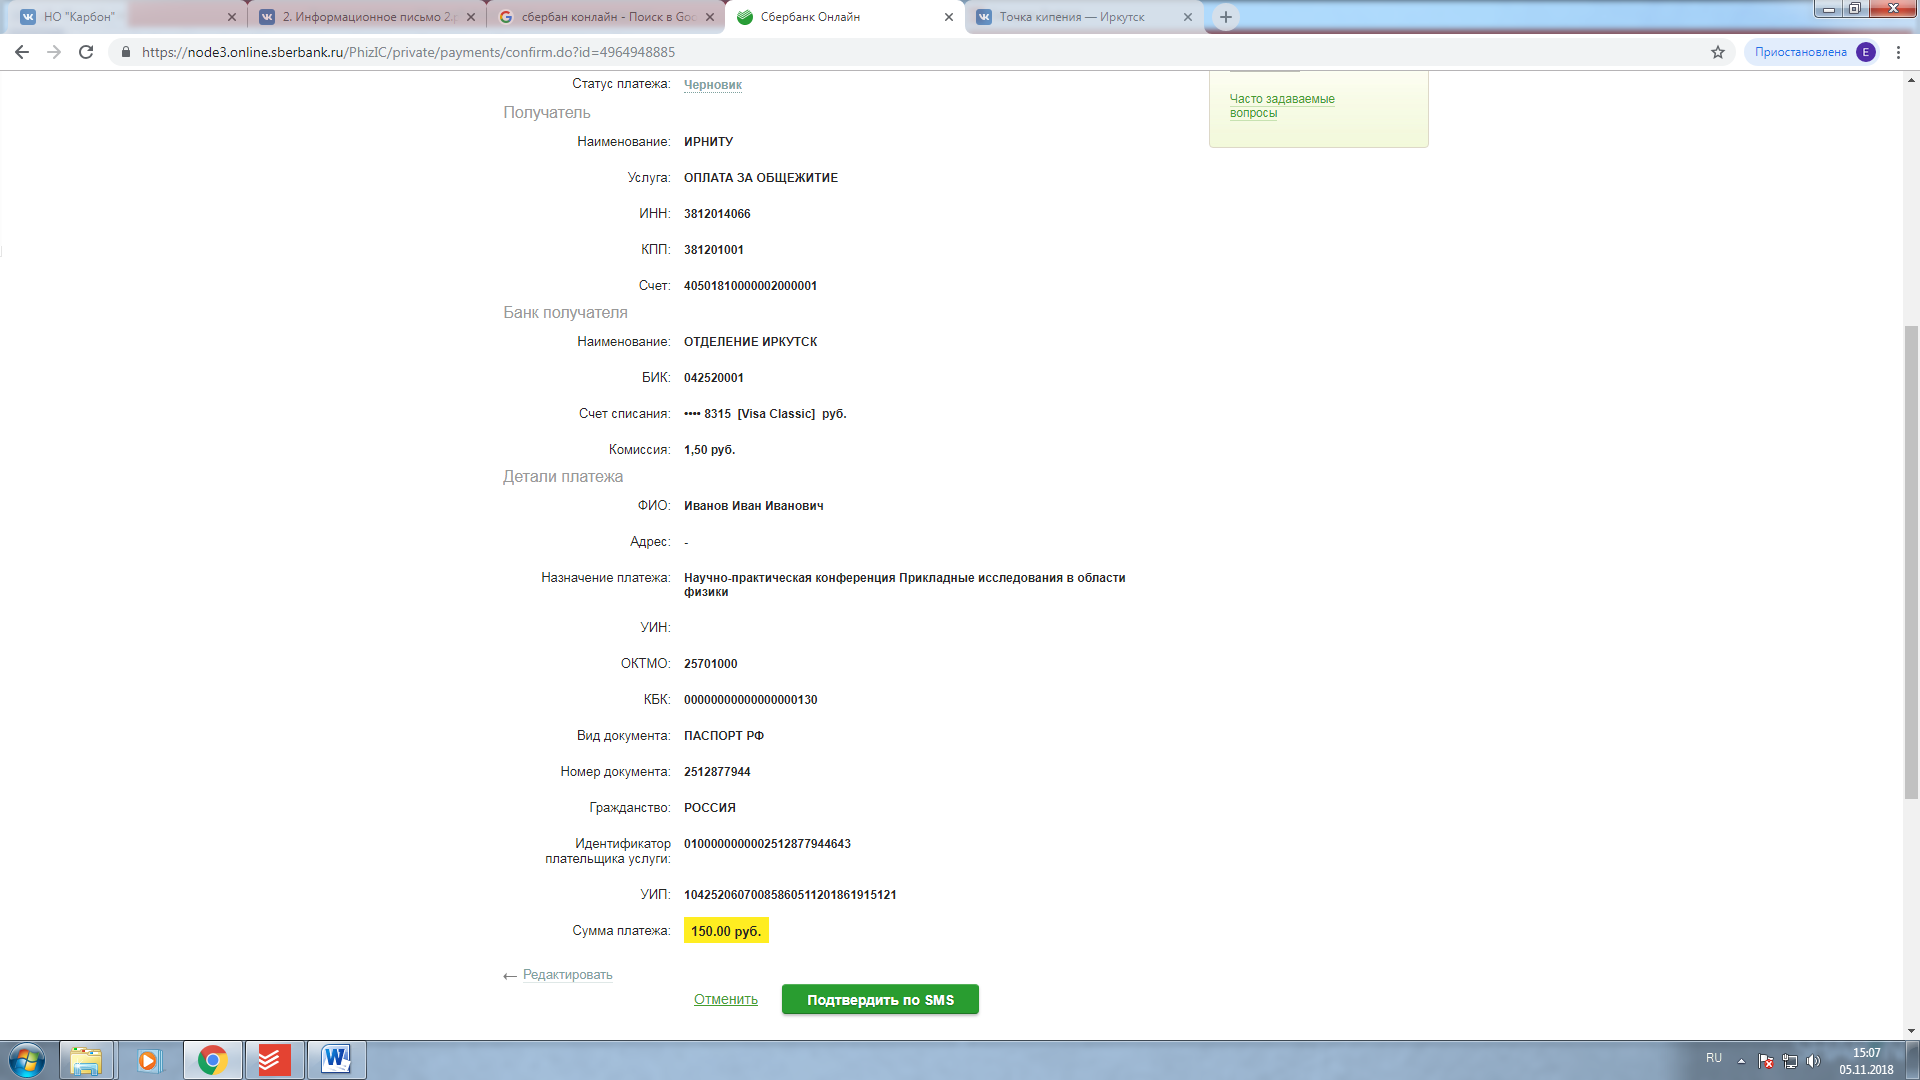 НО "Карбон"
2. Информационное письмо 2.
сбербан конлайн - Поиск в Goo
Сбербанк Онлайн
Точка кипения — Иркутск
https://node3.online.sberbank.ru/PhizIC/private/payments/confirm.do?id=4964948885
Приостановлена
E
Статус платежа: Черновик
Часто задаваемые
вопросы
Получатель
Наименование: ИРНИТУ
Услуга: ОПЛАТА ЗА ОБЩЕЖИТИЕ
ИНН: 3812014066
КПП: 381201001
Счет: 40501810000002000001
Банк получателя
Наименование: ОТДЕЛЕНИЕ ИРКУТСК
БИК: 042520001
Счет списания: •••• 8315 [Visa Classic] руб.
Комиссия: 1,50 руб.
Детали платежа
ФИО: Иванов Иван Иванович
Адрес: -
Назначение платежа: Научно-практическая конференция Прикладные исследования в области
физики
УИН:
ОКТМО: 25701000
КБК: 00000000000000000130
Вид документа: ПАСПОРТ РФ
Номер документа: 2512877944
Гражданство: РОССИЯ
Идентификатор 0100000000002512877944643
плательщика услуги:
УИП: 10425206070085860511201861915121
Сумма платежа: 150.00 руб.
← Редактировать
Отменить
Подтвердить по SMS
RU
15:07
05.11.2018